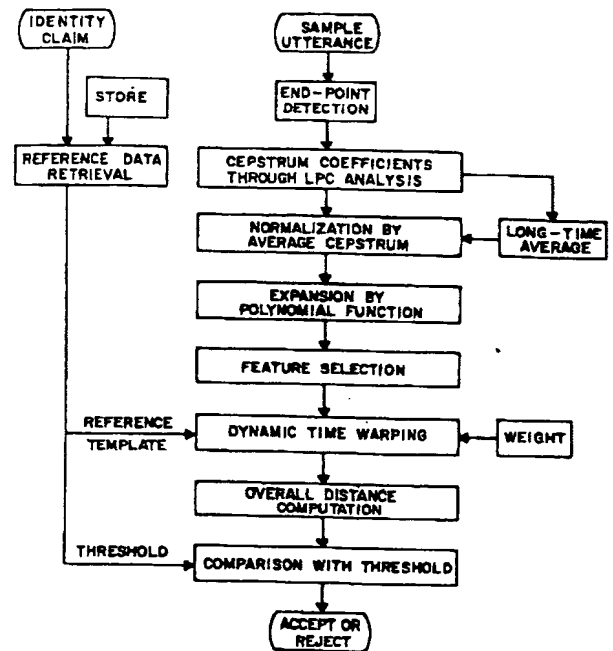 IDENTITY
CLAIM
STORE
REFERENCE DATA
RETRIEVAL
SAMPLE
UTTERANCE
END-POINT
DETECTION
CEPSTRUM COEFFICIENTS
THROUGH LPC ANALYSIS
NORMALIZATION BY
AVERAGE CEPSTRUM
LONG-TIME
AVERAGE
EXPANSION BY
POLYNOMIAL FUNCTION
FEATURE SELECTION
REFERENCE
TEMPLATE
DYNAMIC TIME WARPING
WEIGHT
OVERALL DISTANCE
COMPUTATION
THRESHOLD
COMPARISON WITH THRESHOLD
ACCEPT OR
REJECT